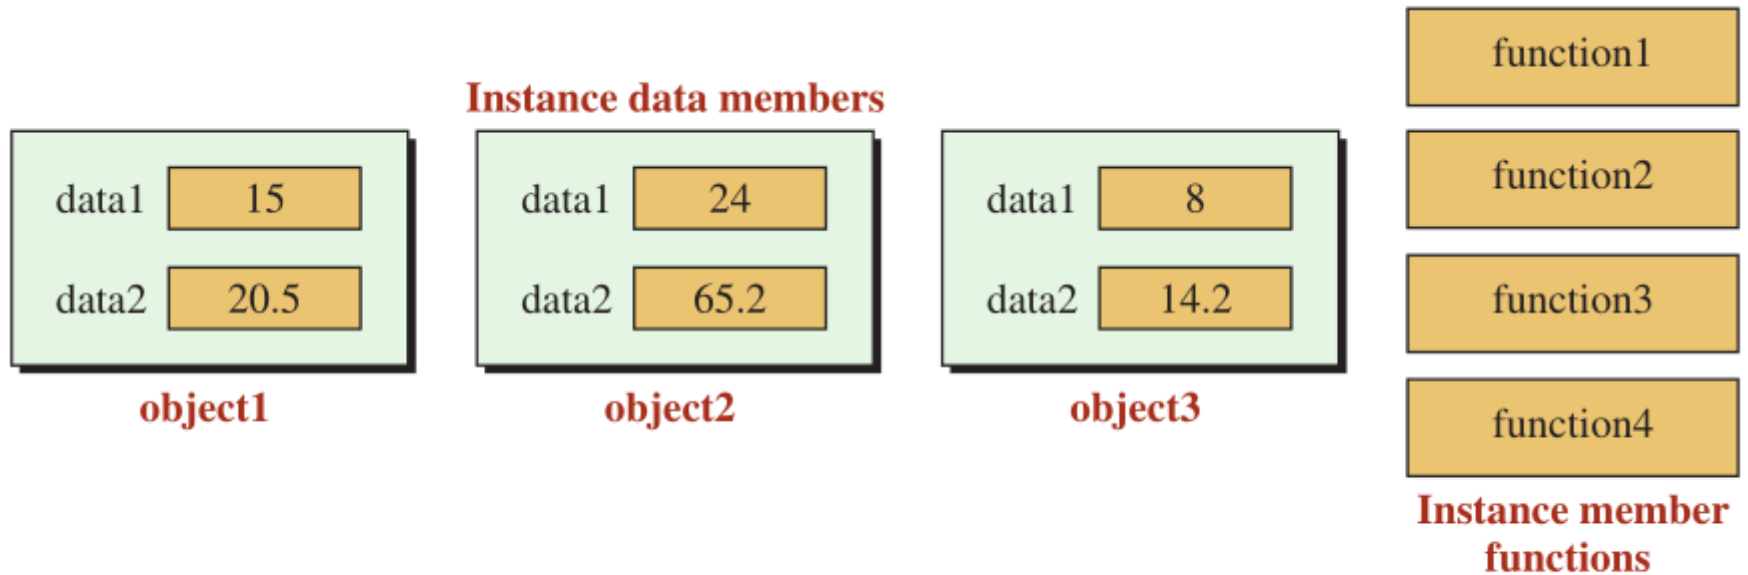 Instance data members
data1 15
data2 20.5
object1
data1 24
data2 65.2
object2
data1 8
data2 14.2
object3
function1
function2
function3
function4
Instance member
functions